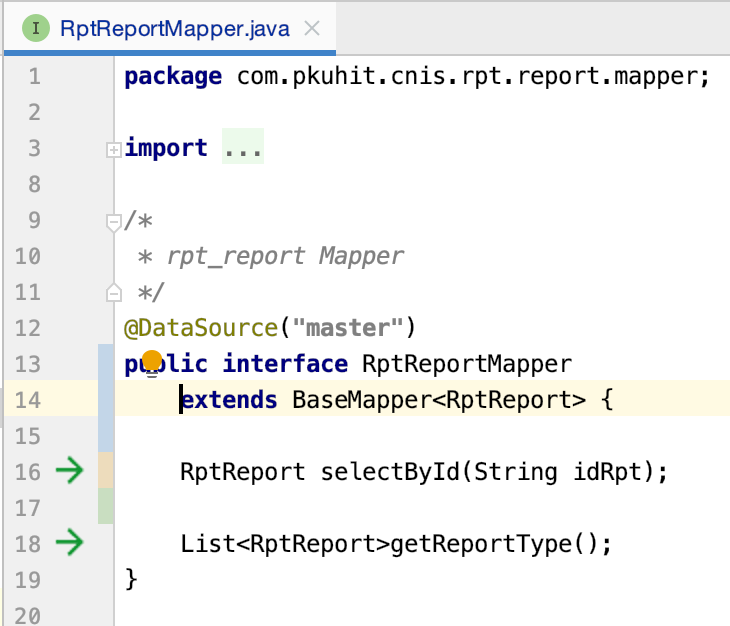 I RptReportMapper.java ×
1 package com.pkuhit.cnis.rpt.report.mapper;
2
3 import ...
8
9 /*
10  * rpt_report Mapper
11  */
12 @DataSource("master")
13 public interface RptReportMapper
14     extends BaseMapper<RptReport> {
15
16     RptReport selectById(String idRpt);
17
18     List<RptReport>getReportType();
19 }
20